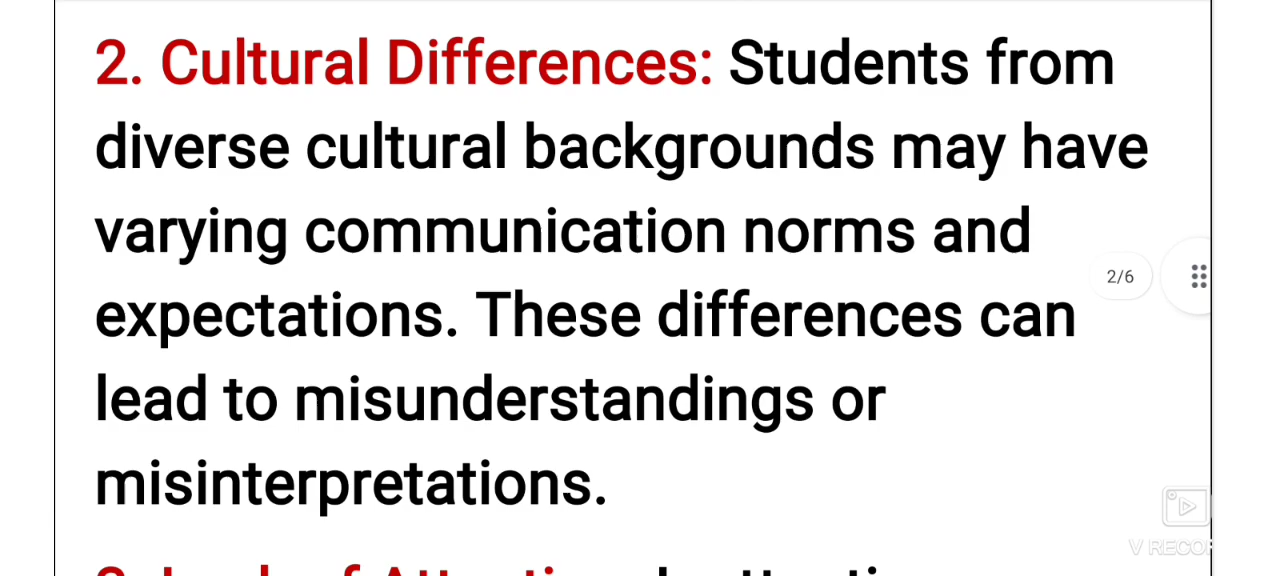 2. Cultural Differences: Students from
diverse cultural backgrounds may have
varying communication norms and
2/6
expectations. These differences can
lead to misunderstandings or
misinterpretations.
V RECOR